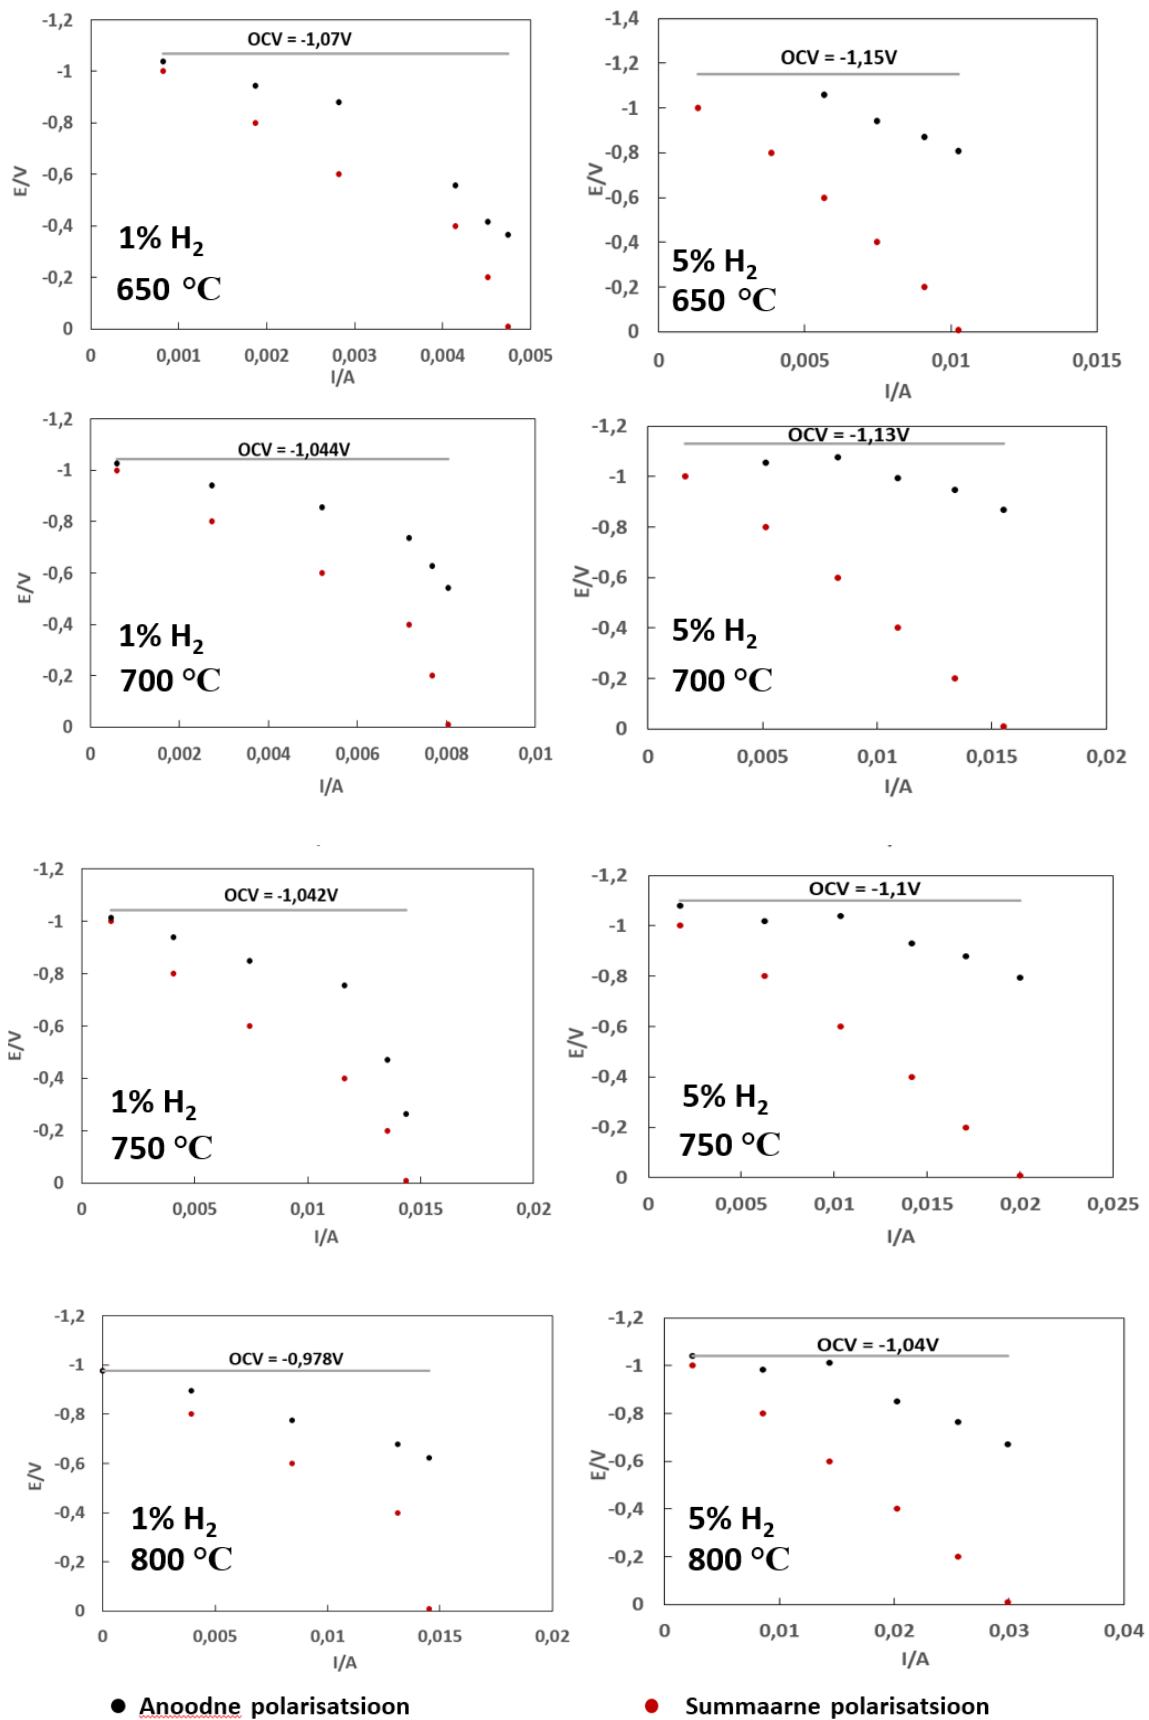 -1,2
OCV = -1,07V
-1
-0,8
-0,6
-0,4
-0,2
0
E/V
1% H2
650 °C
0 0,001 0,002 0,003 0,004 0,005
I/A
-1,4
-1,2
OCV = -1,15V
-1
-0,8
-0,6
-0,4
-0,2
0
E/V
5% H2
650 °C
0 0,005 0,01 0,015
I/A
-1,2
OCV = -1,044V
-1
-0,8
-0,6
-0,4
-0,2
0
E/V
1% H2
700 °C
0 0,002 0,004 0,006 0,008 0,01
I/A
-1,2
OCV = -1,13V
-1
-0,8
-0,6
-0,4
-0,2
0
E/V
5% H2
700 °C
0 0,005 0,01 0,015 0,02
I/A
-1,2
OCV = -1,042V
-1
-0,8
-0,6
-0,4
-0,2
0
E/V
1% H2
750 °C
0 0,005 0,01 0,015 0,02
I/A
-1,2
OCV = -1,1V
-1
-0,8
-0,6
-0,4
-0,2
0
E/V
5% H2
750 °C
0 0,005 0,01 0,015 0,02 0,025
I/A
-1,2
OCV = -0,978V
-1
-0,8
-0,6
-0,4
-0,2
0
E/V
1% H2
800 °C
0 0,005 0,01 0,015 0,02
I/A
-1,2
OCV = -1,04V
-1
-0,8
-0,6
-0,4
-0,2
0
E/V
5% H2
800 °C
0 0,01 0,02 0,03 0,04
I/A
Anoodne polarisatsioon
Summaarne polarisatsioon